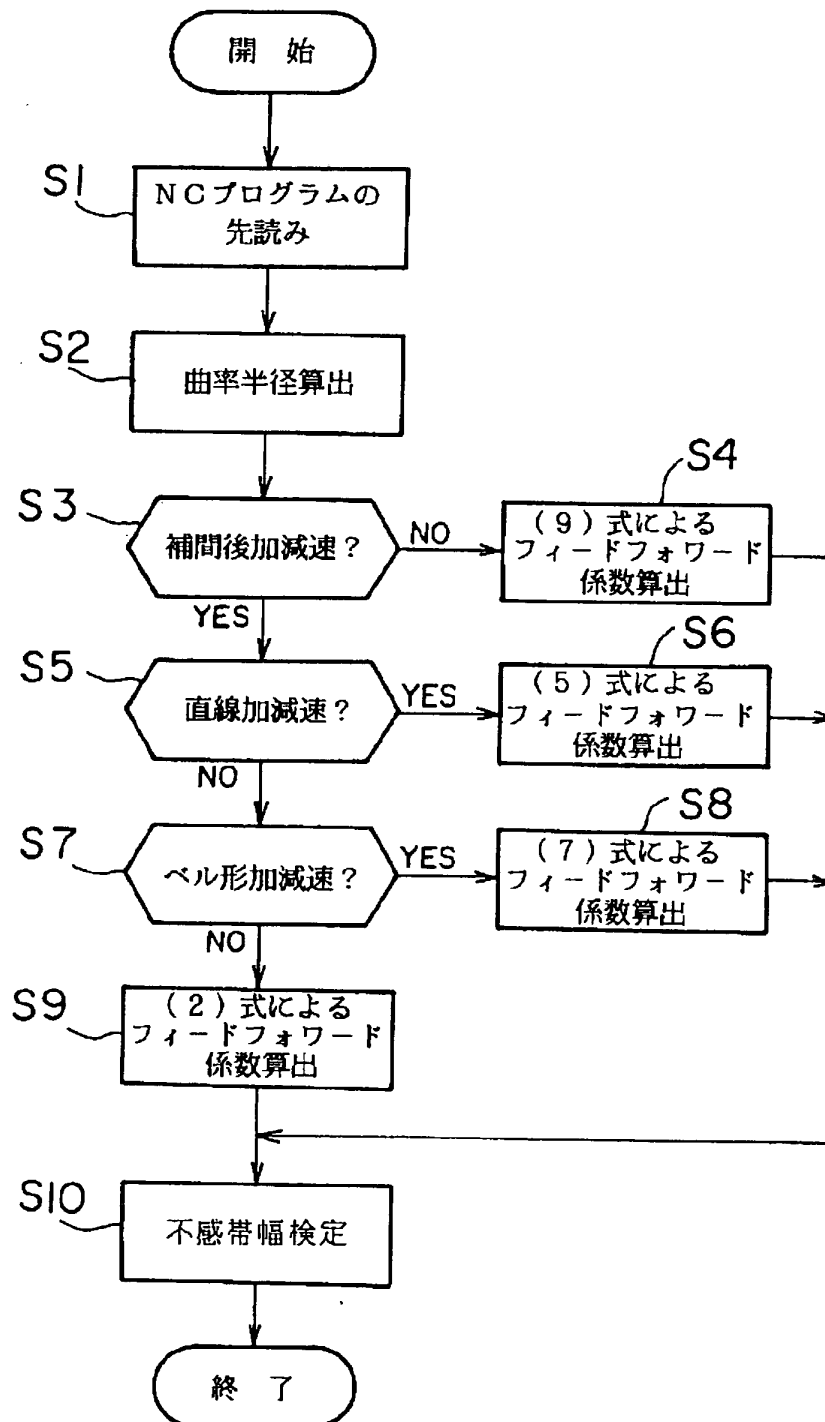 開 始
S1
NCプログラムの
先読み
S2
曲率半径算出
S3
補間後加減速?
NO
YES
S4
(9)式による
フィードフォワード
係数算出
S5
直線加減速?
YES
NO
S6
(5)式による
フィードフォワード
係数算出
S7
ベル形加減速?
YES
NO
S8
(7)式による
フィードフォワード
係数算出
S9
(2)式による
フィードフォワード
係数算出
S10
不感帯幅検定
終 了